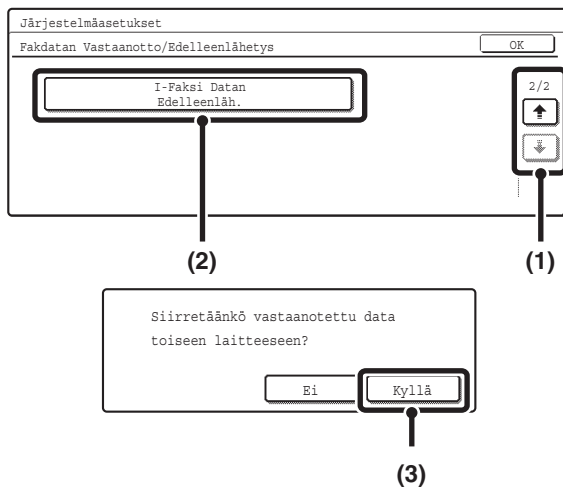 Järjestelmäasetukset
Fakdatan Vastaanotto/Edelleenlähetys
OK
I-Faksi Datan
Edelleenläh.
2/2
(2)
(1)
Siirretäänkö vastaanotettu data
toiseen laitteeseen?
Ei
Kyllä
(3)